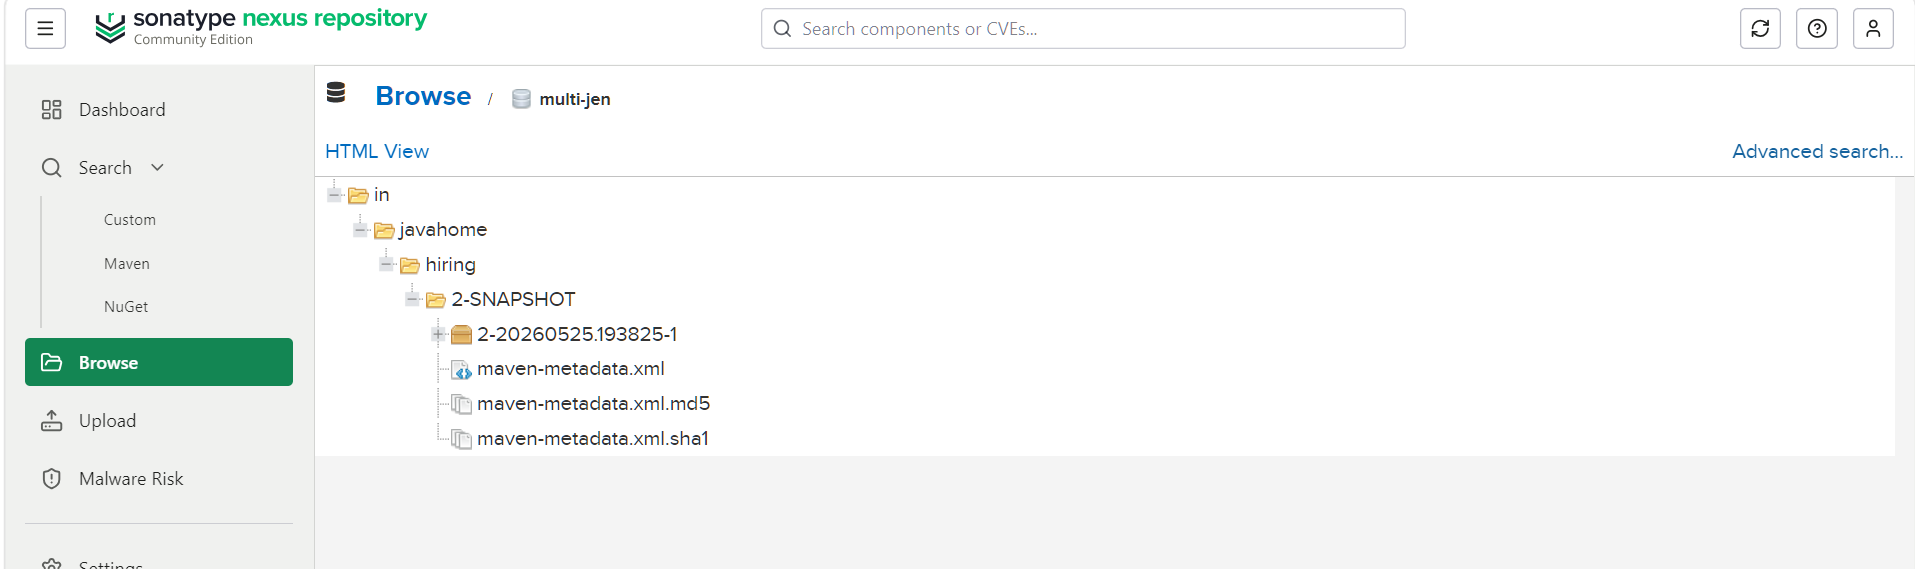 sonatype nexus repository
Community Edition
Search components or CVEs...
Dashboard
Search
Custom
Maven
NuGet
Browse
Upload
Malware Risk
Settings
Browse / multi-jen
HTML View
Advanced search...
in
javahome
hiring
2-SNAPSHOT
2-20260525.193825-1
maven-metadata.xml
maven-metadata.xml.md5
maven-metadata.xml.sha1